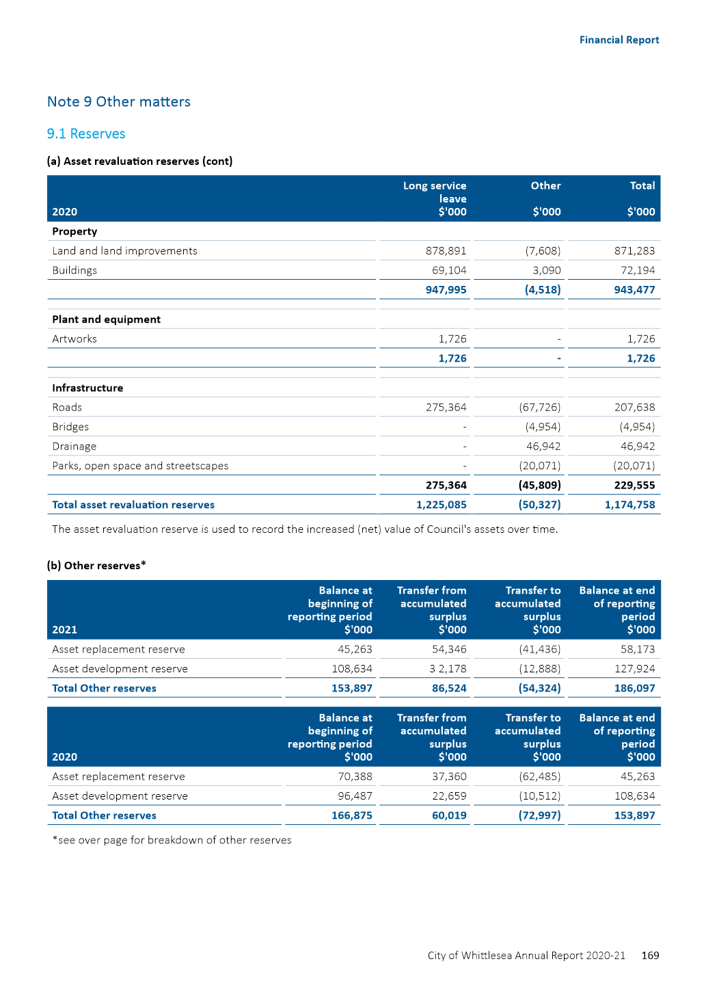 Financial Report
Note 9 Other matters
9.1 Reserves
(a) Asset revaluation reserves (cont)
Long service Other Total
leave
2020 $'000 $'000 $'000
Property
Land and land improvements 878,891 (7,608) 871,283
Buildings 69,104 3,090 72,194
947,995 (4,518) 943,477
Plant and equipment
Artworks 1,726 - 1,726
1,726 - 1,726
Infrastructure
Roads 275,364 (67,726) 207,638
Bridges - (4,954) (4,954)
Drainage - 46,942 46,942
Parks, open space and streetscapes - (20,071) (20,071)
275,364 (45,809) 229,555
Total asset revaluation reserves 1,225,085 (50,327) 1,174,758
The asset revaluation reserve is used to record the increased (net) value of Council's assets over time.
(b) Other reserves*
Balance at Transfer from Transfer to Balance at end
beginning of accumulated accumulated of reporting
reporting period surplus surplus period
2021 $'000 $'000 $'000 $'000
Asset replacement reserve 45,263 54,346 (41,436) 58,173
Asset development reserve 108,634 3 2,178 (12,888) 127,924
Total Other reserves 153,897 86,524 (54,324) 186,097
Balance at Transfer from Transfer to Balance at end
beginning of accumulated accumulated of reporting
reporting period surplus surplus period
2020 $'000 $'000 $'000 $'000
Asset replacement reserve 70,388 37,360 (62,485) 45,263
Asset development reserve 96,487 22,659 (10,512) 108,634
Total Other reserves 166,875 60,019 (72,997) 153,897
*see over page for breakdown of other reserves
City of Whittlesea Annual Report 2020-21 169